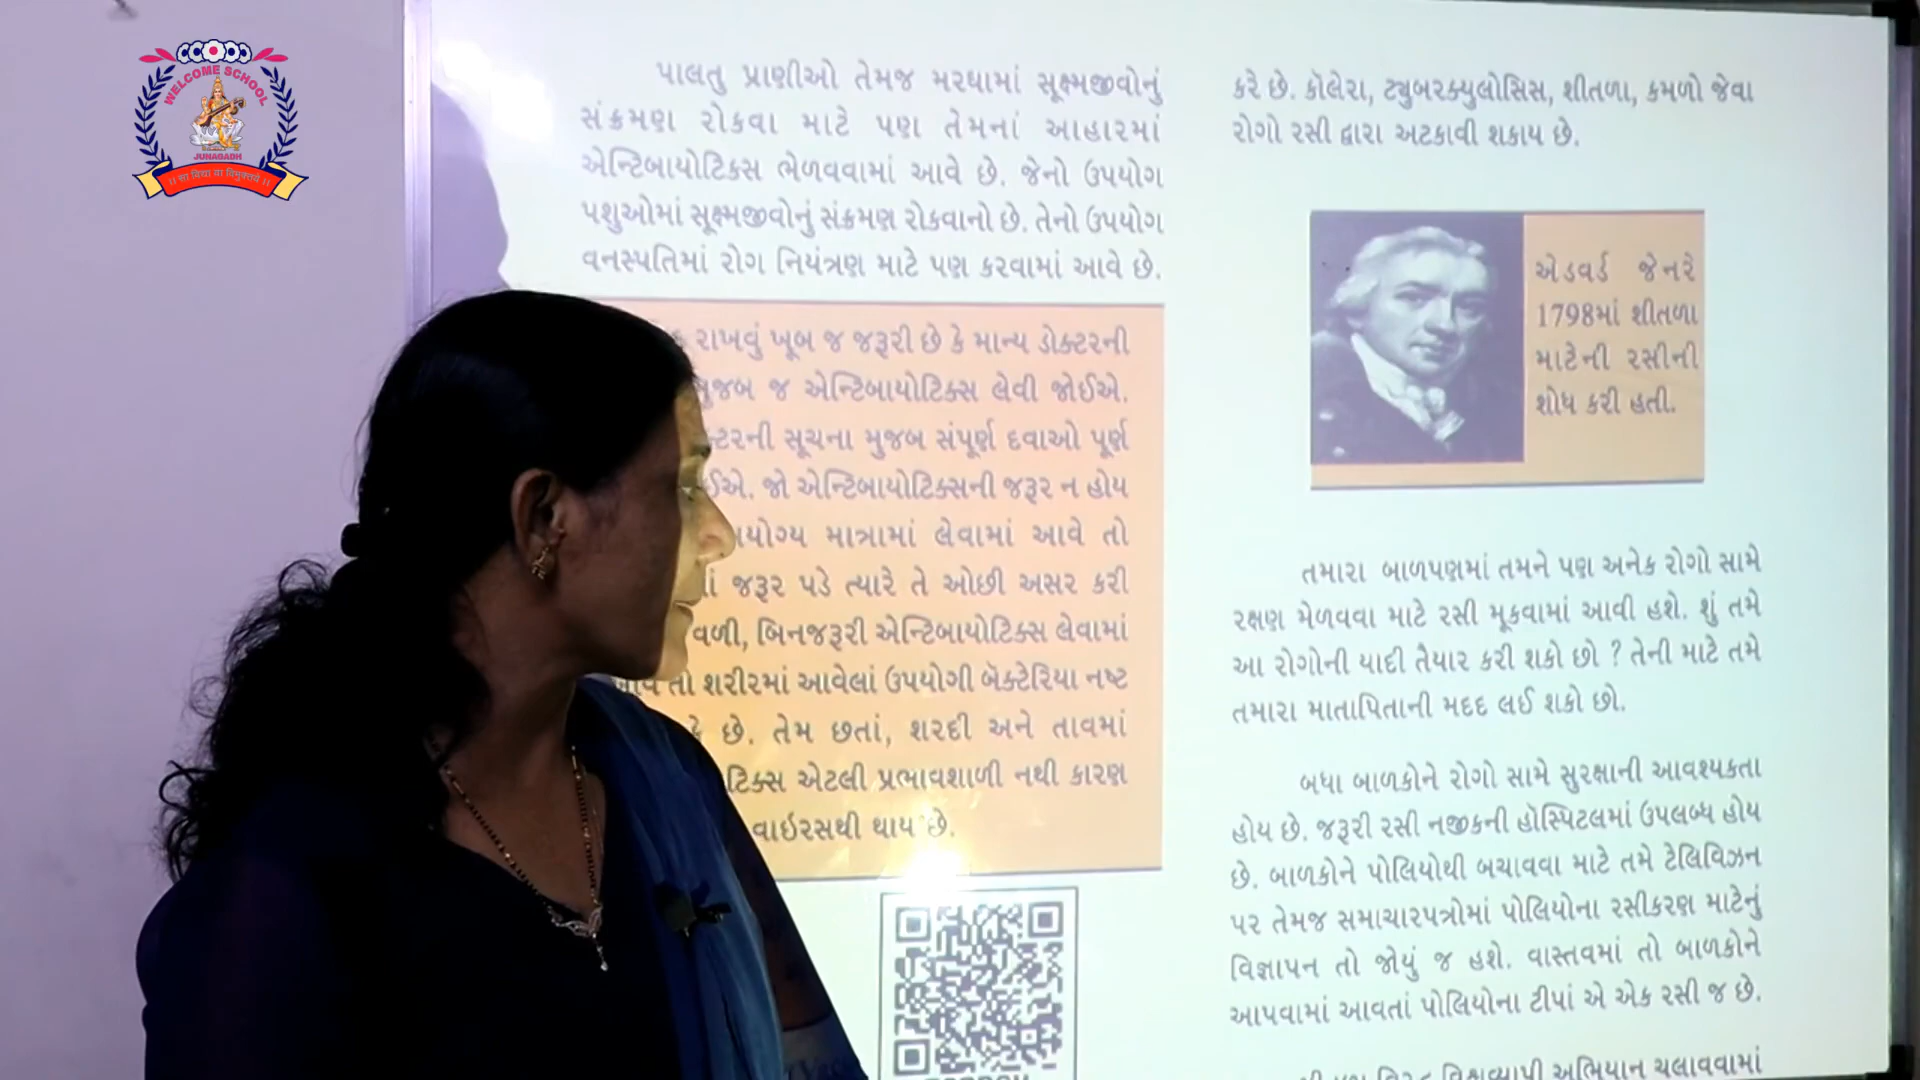 WELCOME SCHOOL
JUNAGADH
।। सा विद्या या विमुक्तये ।।
પાલતુ પ્રાણીઓ તેમજ મરઘામાં સૂક્ષ્મજીવોનું
સંક્રમણ રોકવા માટે પણ તેમનાં આહારમાં
એન્ટિબાયોટિક્સ ભેળવવામાં આવે છે. જેનો ઉપયોગ
પશુઓમાં સૂક્ષ્મજીવોનું સંક્રમણ રોકવાનો છે. તેનો ઉપયોગ
વનસ્પતિમાં રોગ નિયંત્રણ માટે પણ કરવામાં આવે છે.
રાખવું ખૂબ જ જરૂરી છે કે માન્ય ડોક્ટરની
જ એન્ટિબાયોટિક્સ લેવી જોઈએ.
સૂચના મુજબ સંપૂર્ણ દવાઓ પૂર્ણ
જો એન્ટિબાયોટિક્સની જરૂર ન હોય
માત્રામાં લેવામાં આવે તો
જરૂર પડે ત્યારે તે ઓછી અસર કરી
વળી, બિનજરૂરી એન્ટિબાયોટિક્સ લેવામાં
તો શરીરમાં આવેલાં ઉપયોગી બૅક્ટેરિયા નષ્ટ
છે. તેમ છતાં, શરદી અને તાવમાં
એટલી પ્રભાવશાળી નથી કારણ
વાઇરસથી થાય છે.
કરે છે. કૉલેરા, ટ્યુબરક્યુલોસિસ, શીતળા, કમળો જેવા
રોગો રસી દ્વારા અટકાવી શકાય છે.
એડવર્ડ જેનરે
1798માં શીતળા
માટેની રસીની
શોધ કરી હતી.
તમારા બાળપણમાં તમને પણ અનેક રોગો સામે
રક્ષણ મેળવવા માટે રસી મૂકવામાં આવી હશે. શું તમે
આ રોગોની યાદી તૈયાર કરી શકો છો ? તેની માટે તમે
તમારા માતાપિતાની મદદ લઈ શકો છો.
બધા બાળકોને રોગો સામે સુરક્ષાની આવશ્યકતા
હોય છે. જરૂરી રસી નજીકની હૉસ્પિટલમાં ઉપલબ્ધ હોય
છે. બાળકોને પોલિયોથી બચાવવા માટે તમે ટેલિવિઝન
પર તેમજ સમાચારપત્રોમાં પોલિયોના રસીકરણ માટેનું
વિજ્ઞાપન તો જોયું જ હશે. વાસ્તવમાં તો બાળકોને
આપવામાં આવતાં પોલિયોના ટીપાં એ એક રસી જ છે.
અભિયાન ચલાવવામાં